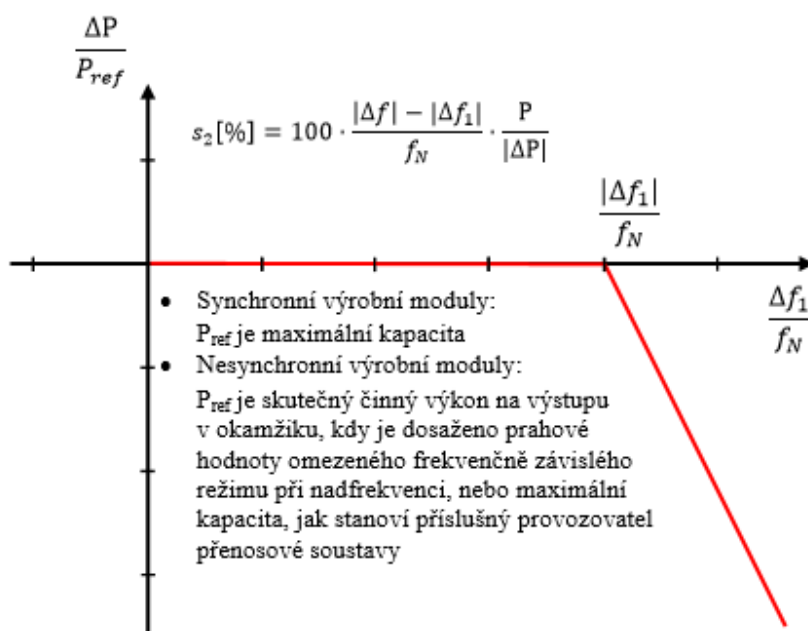 ΔP/P_ref
s₂[%] = 100 · (|Δf| − |Δf₁|)/f_N · P/|ΔP|
|Δf₁|/f_N
Δf₁/f_N
• Synchronní výrobní moduly:
P_ref je maximální kapacita
• Nesynchronní výrobní moduly:
P_ref je skutečný činný výkon na výstupu
v okamžiku, kdy je dosaženo prahové
hodnoty omezeného frekvenčně závislého
režimu při nadfrekvenci, nebo maximální
kapacita, jak stanoví příslušný provozovatel
přenosové soustavy